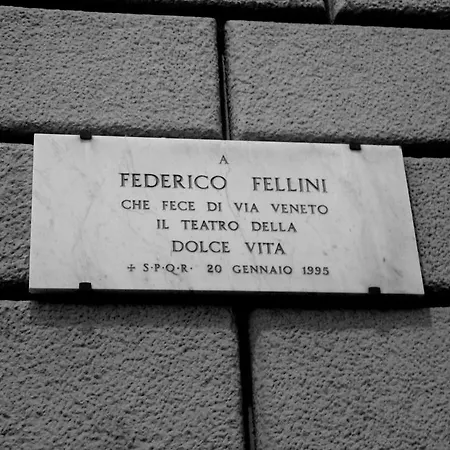 A
FEDERICO FELLINI
CHE FECE DI VIA VENETO
IL TEATRO DELLA
DOLCE VITA
✢ S·P·Q·R· 20 GENNAIO 1995